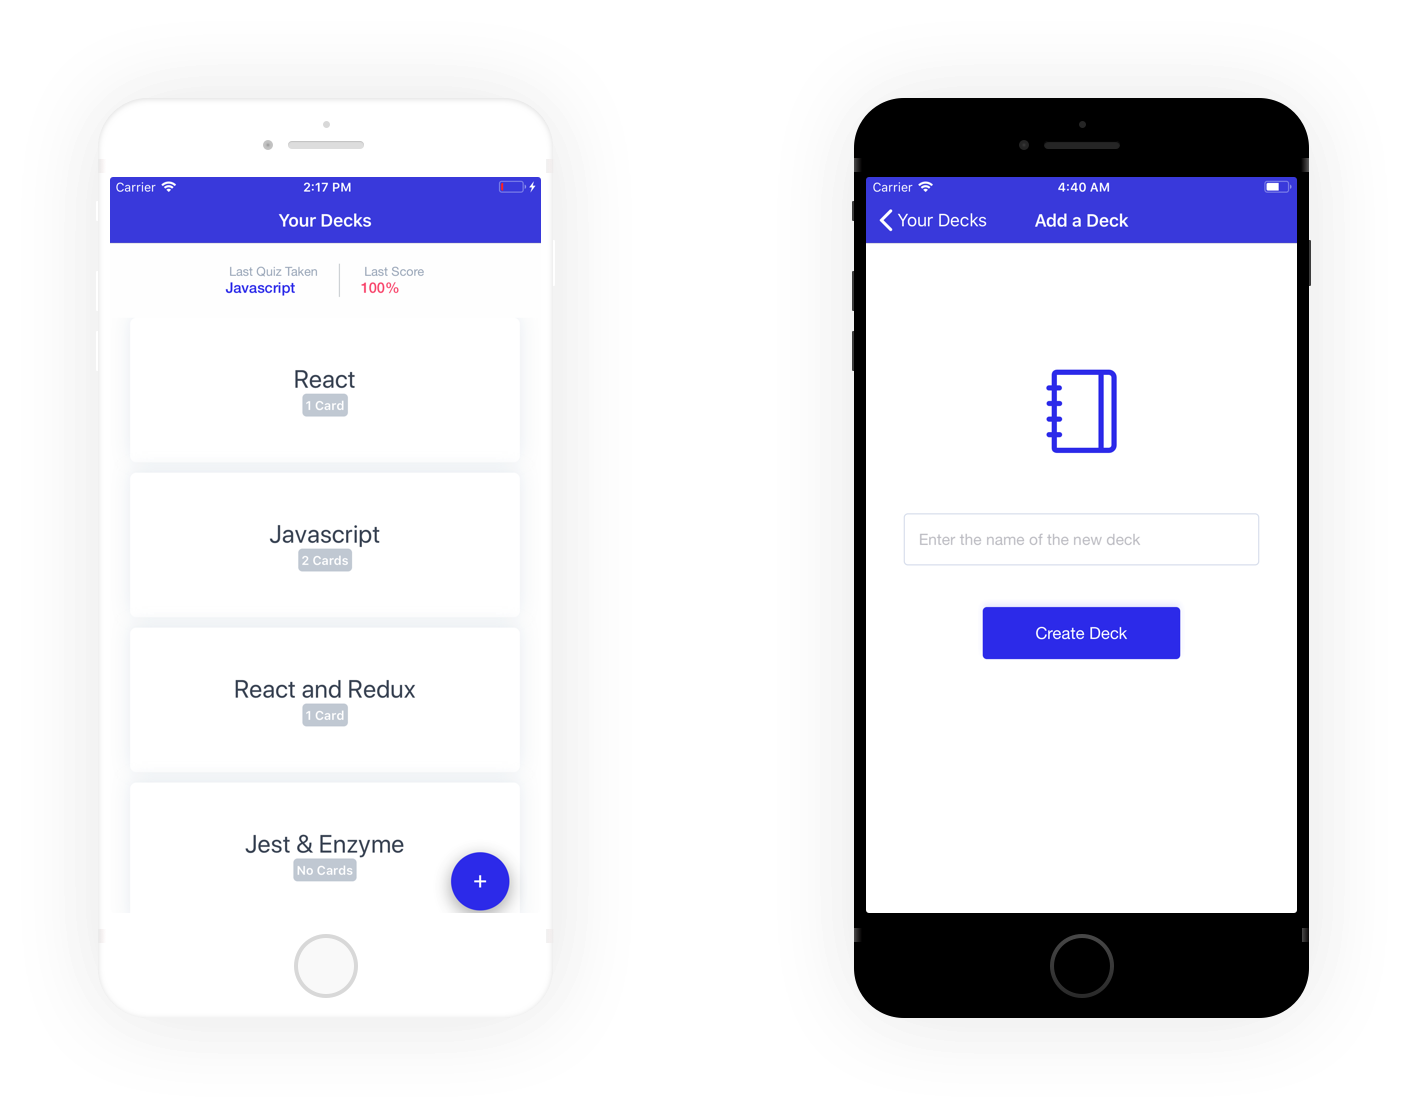 Carrier 2:17 PM
Your Decks
Last Quiz Taken Last Score
Javascript 100%
React
1 Card
Javascript
2 Cards
React and Redux
1 Card
Jest & Enzyme
No Cards
+
Carrier 4:40 AM
Your Decks Add a Deck
Enter the name of the new deck
Create Deck